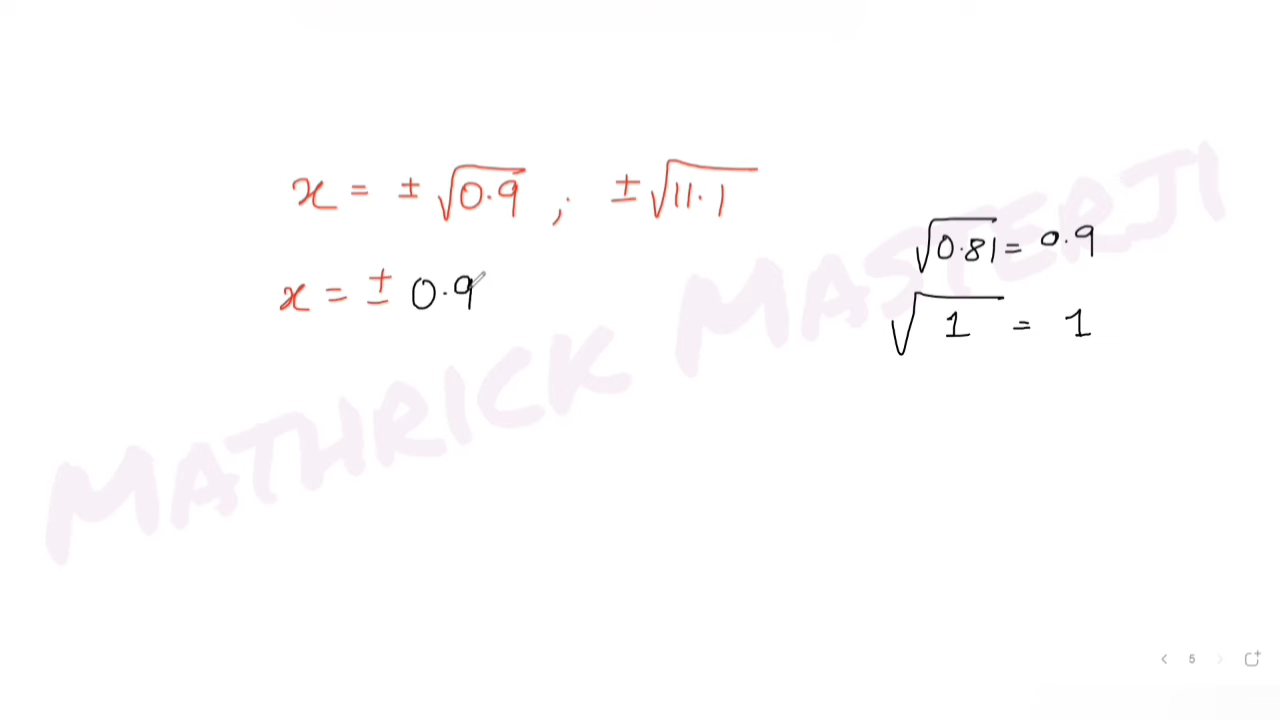 x = ± √0.9 ; ± √11.1
x = ± 0.9
√0.81 = 0.9
√1 = 1
MATHRICK MASTERJI
5